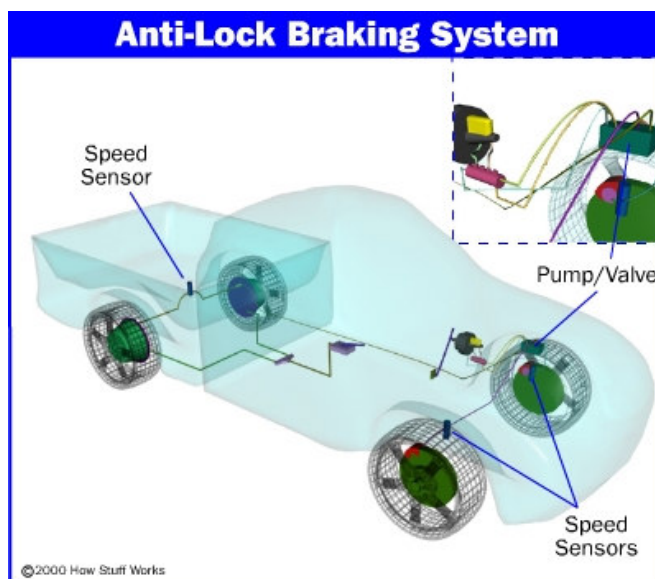 Anti-Lock Braking System
Speed
Sensor
Pump/Valve
Speed
Sensors
©2000 How Stuff Works